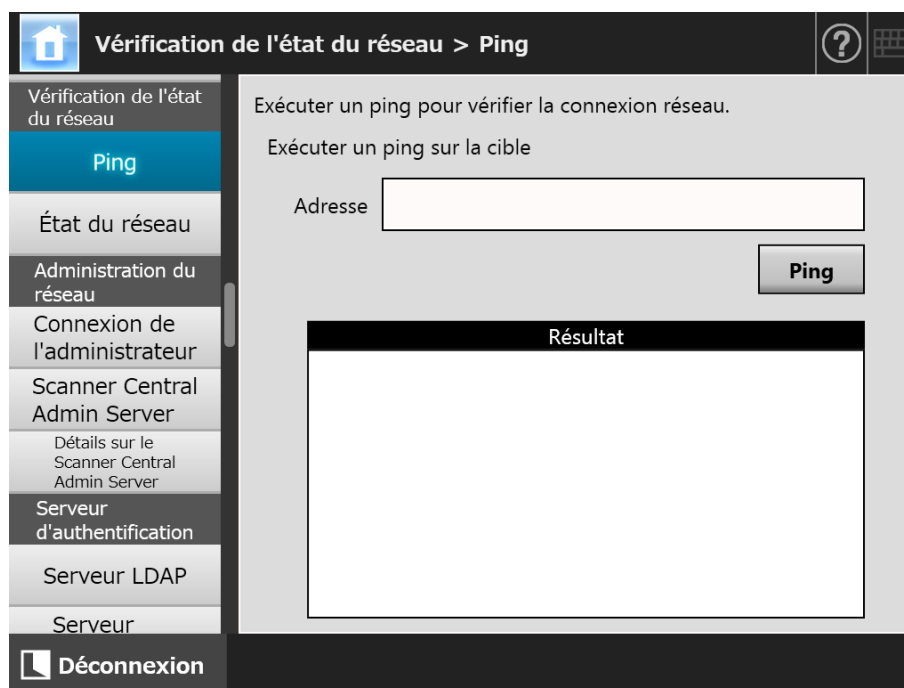 Vérification de l'état du réseau > Ping
?
Vérification de l'état
du réseau
Ping
État du réseau
Administration du
réseau
Connexion de
l'administrateur
Scanner Central
Admin Server
Détails sur le
Scanner Central
Admin Server
Serveur
d'authentification
Serveur LDAP
Serveur
Déconnexion
Exécuter un ping pour vérifier la connexion réseau.
Exécuter un ping sur la cible
Adresse
Ping
Résultat